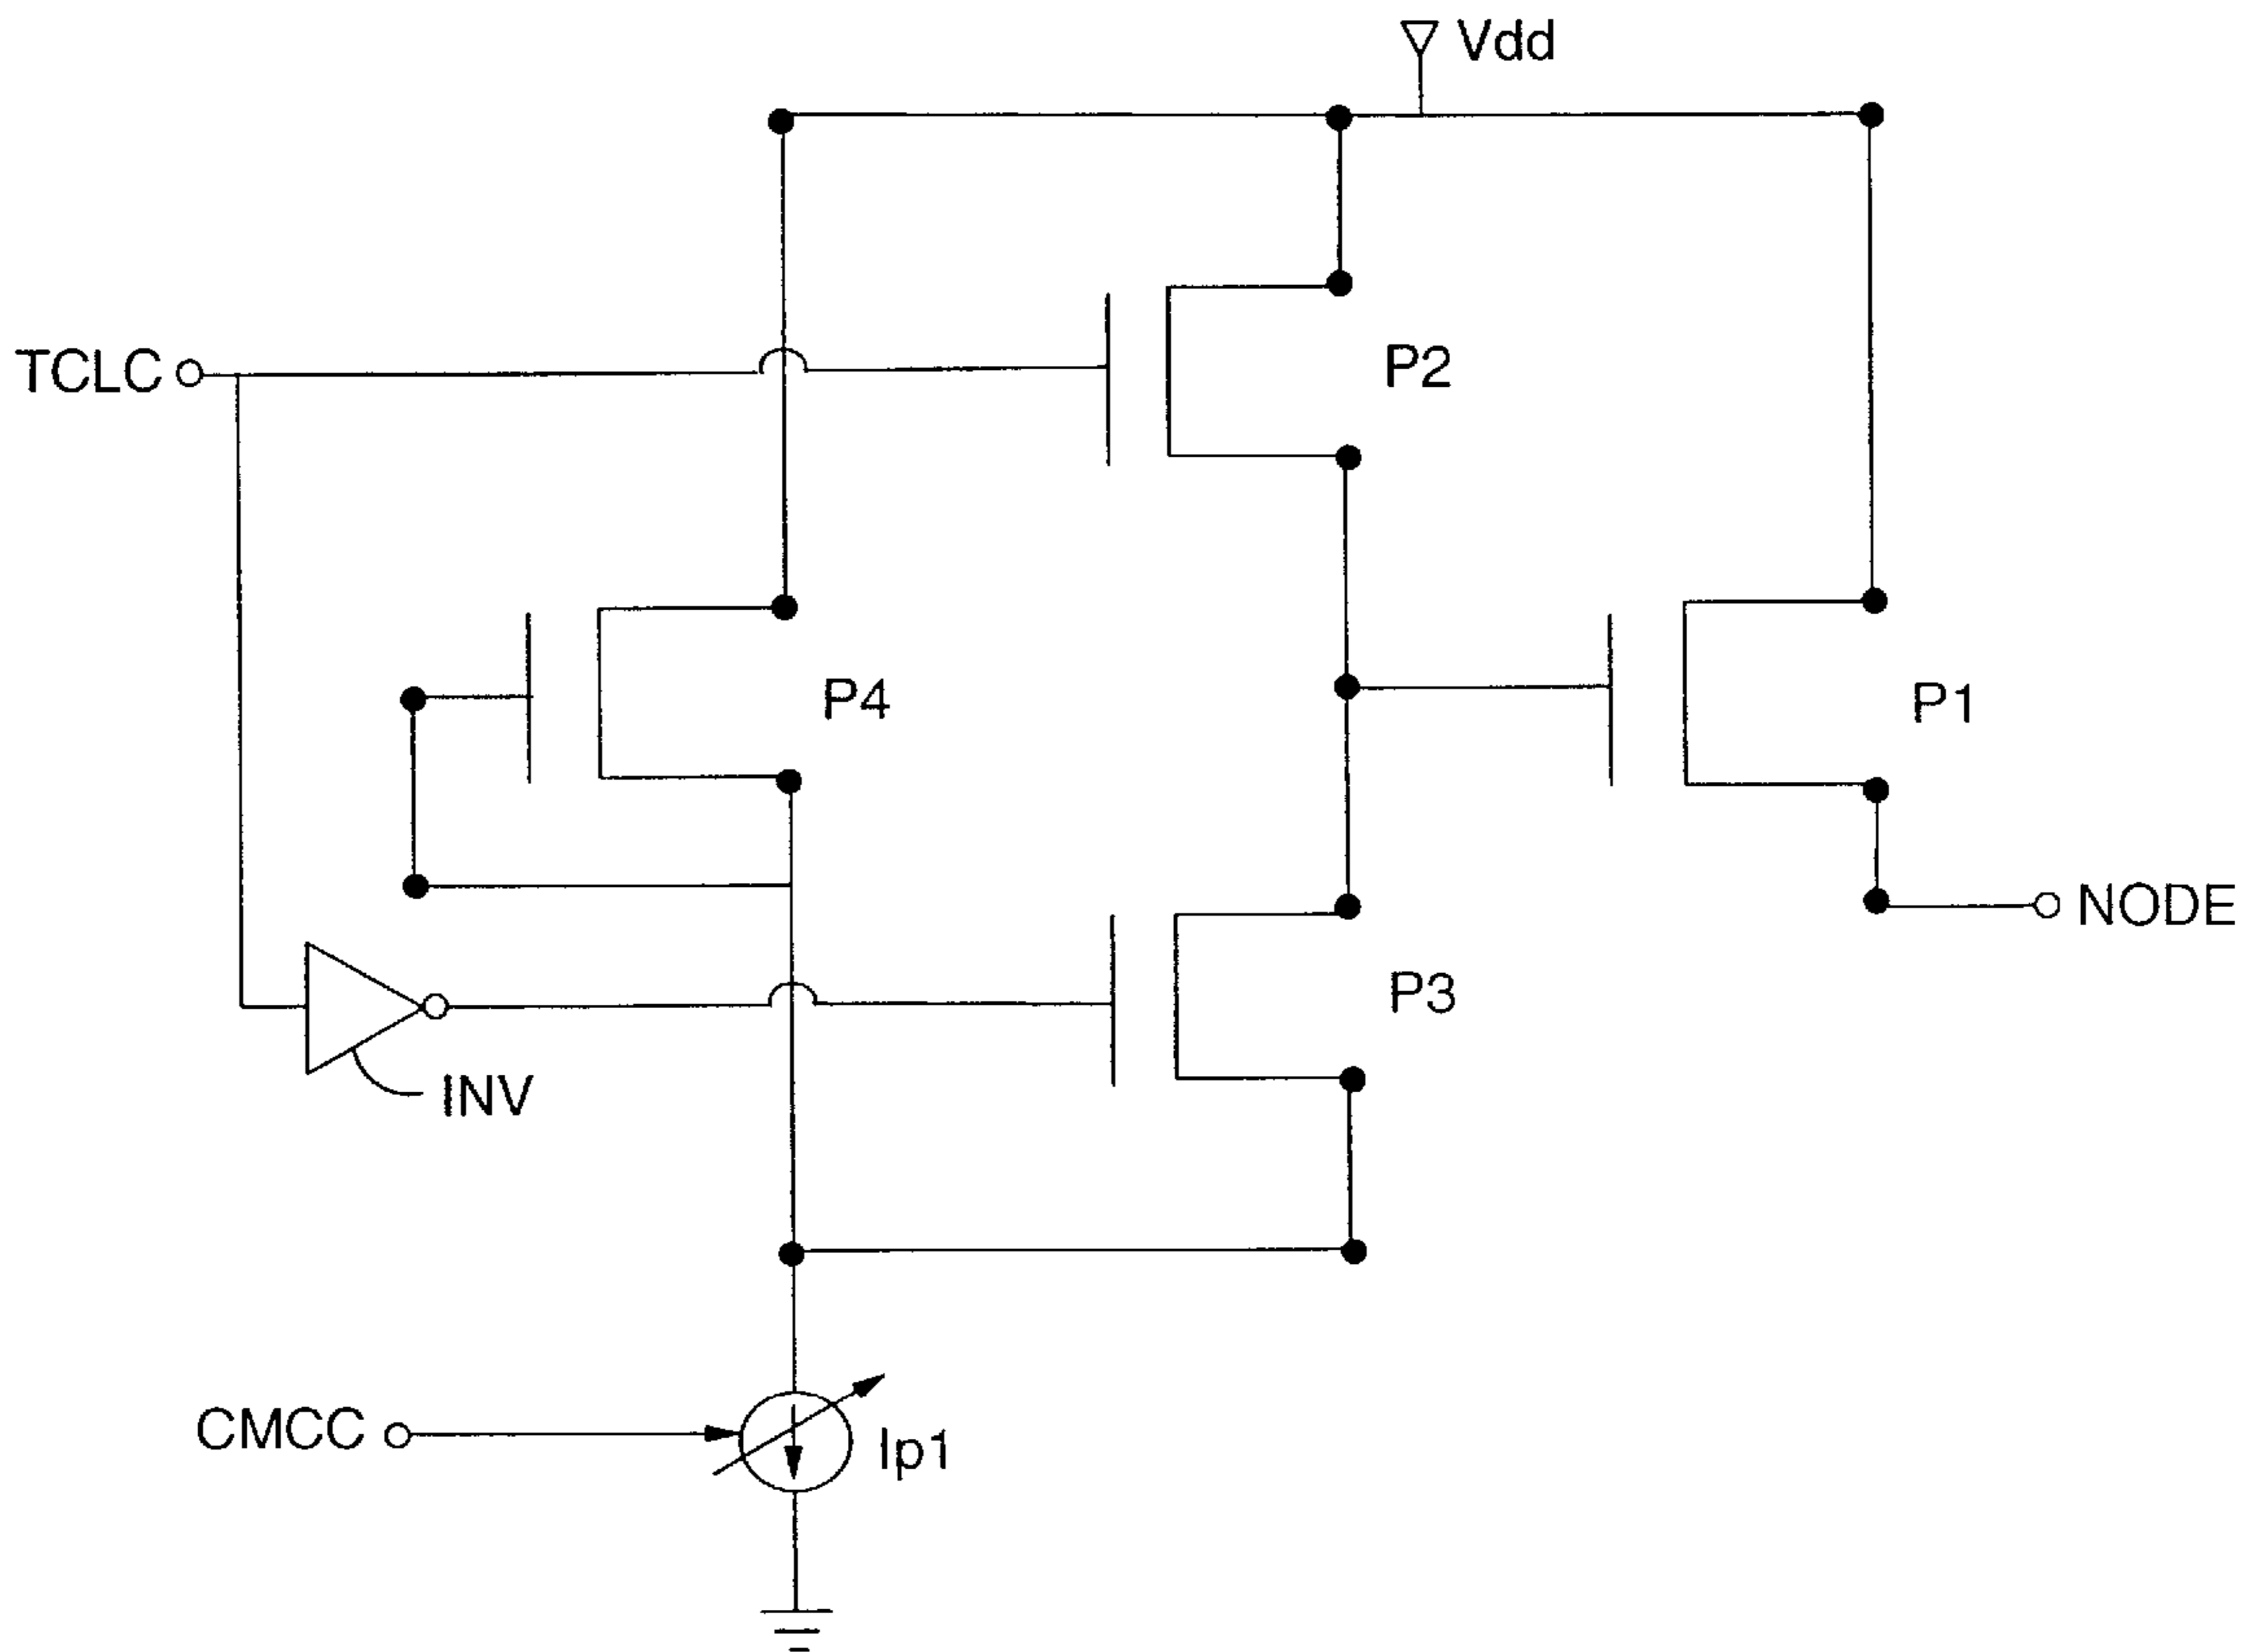 Vdd
TCLC
P2
P4
P1
NODE
P3
INV
CMCC
Ip1